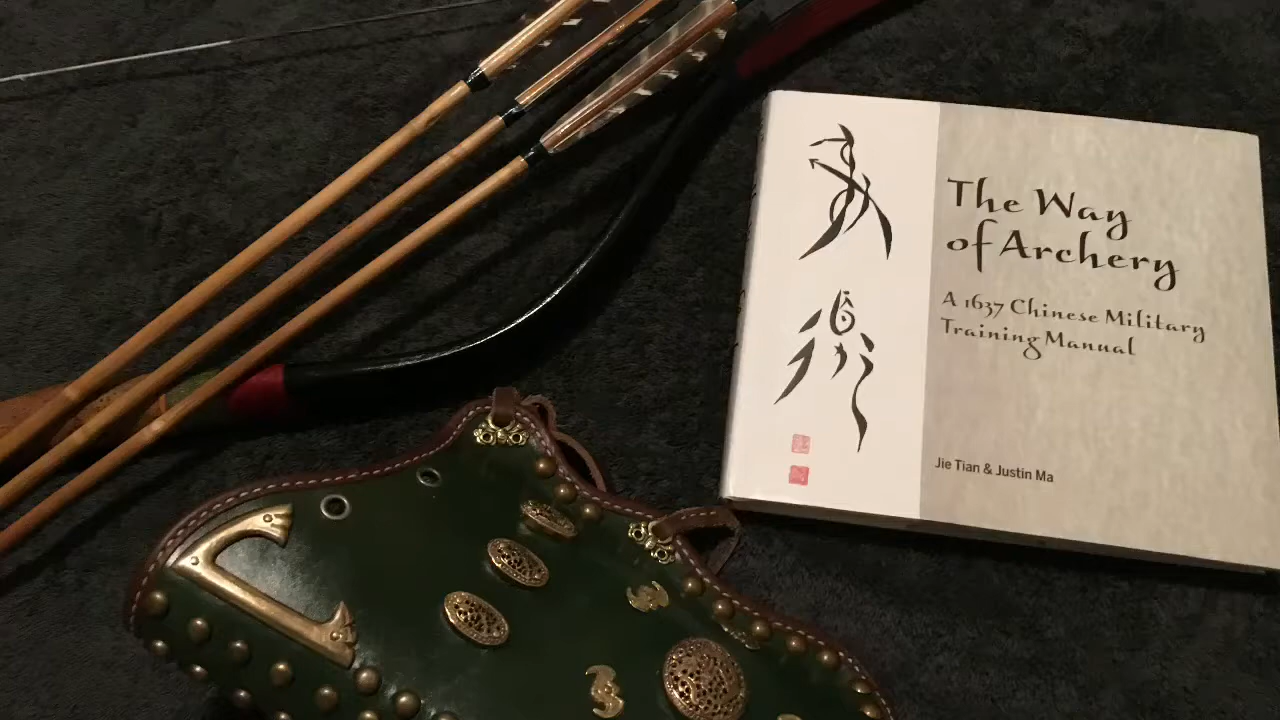 The Way
of Archery
A 1637 Chinese Military
Training Manual
Jie Tian & Justin Ma